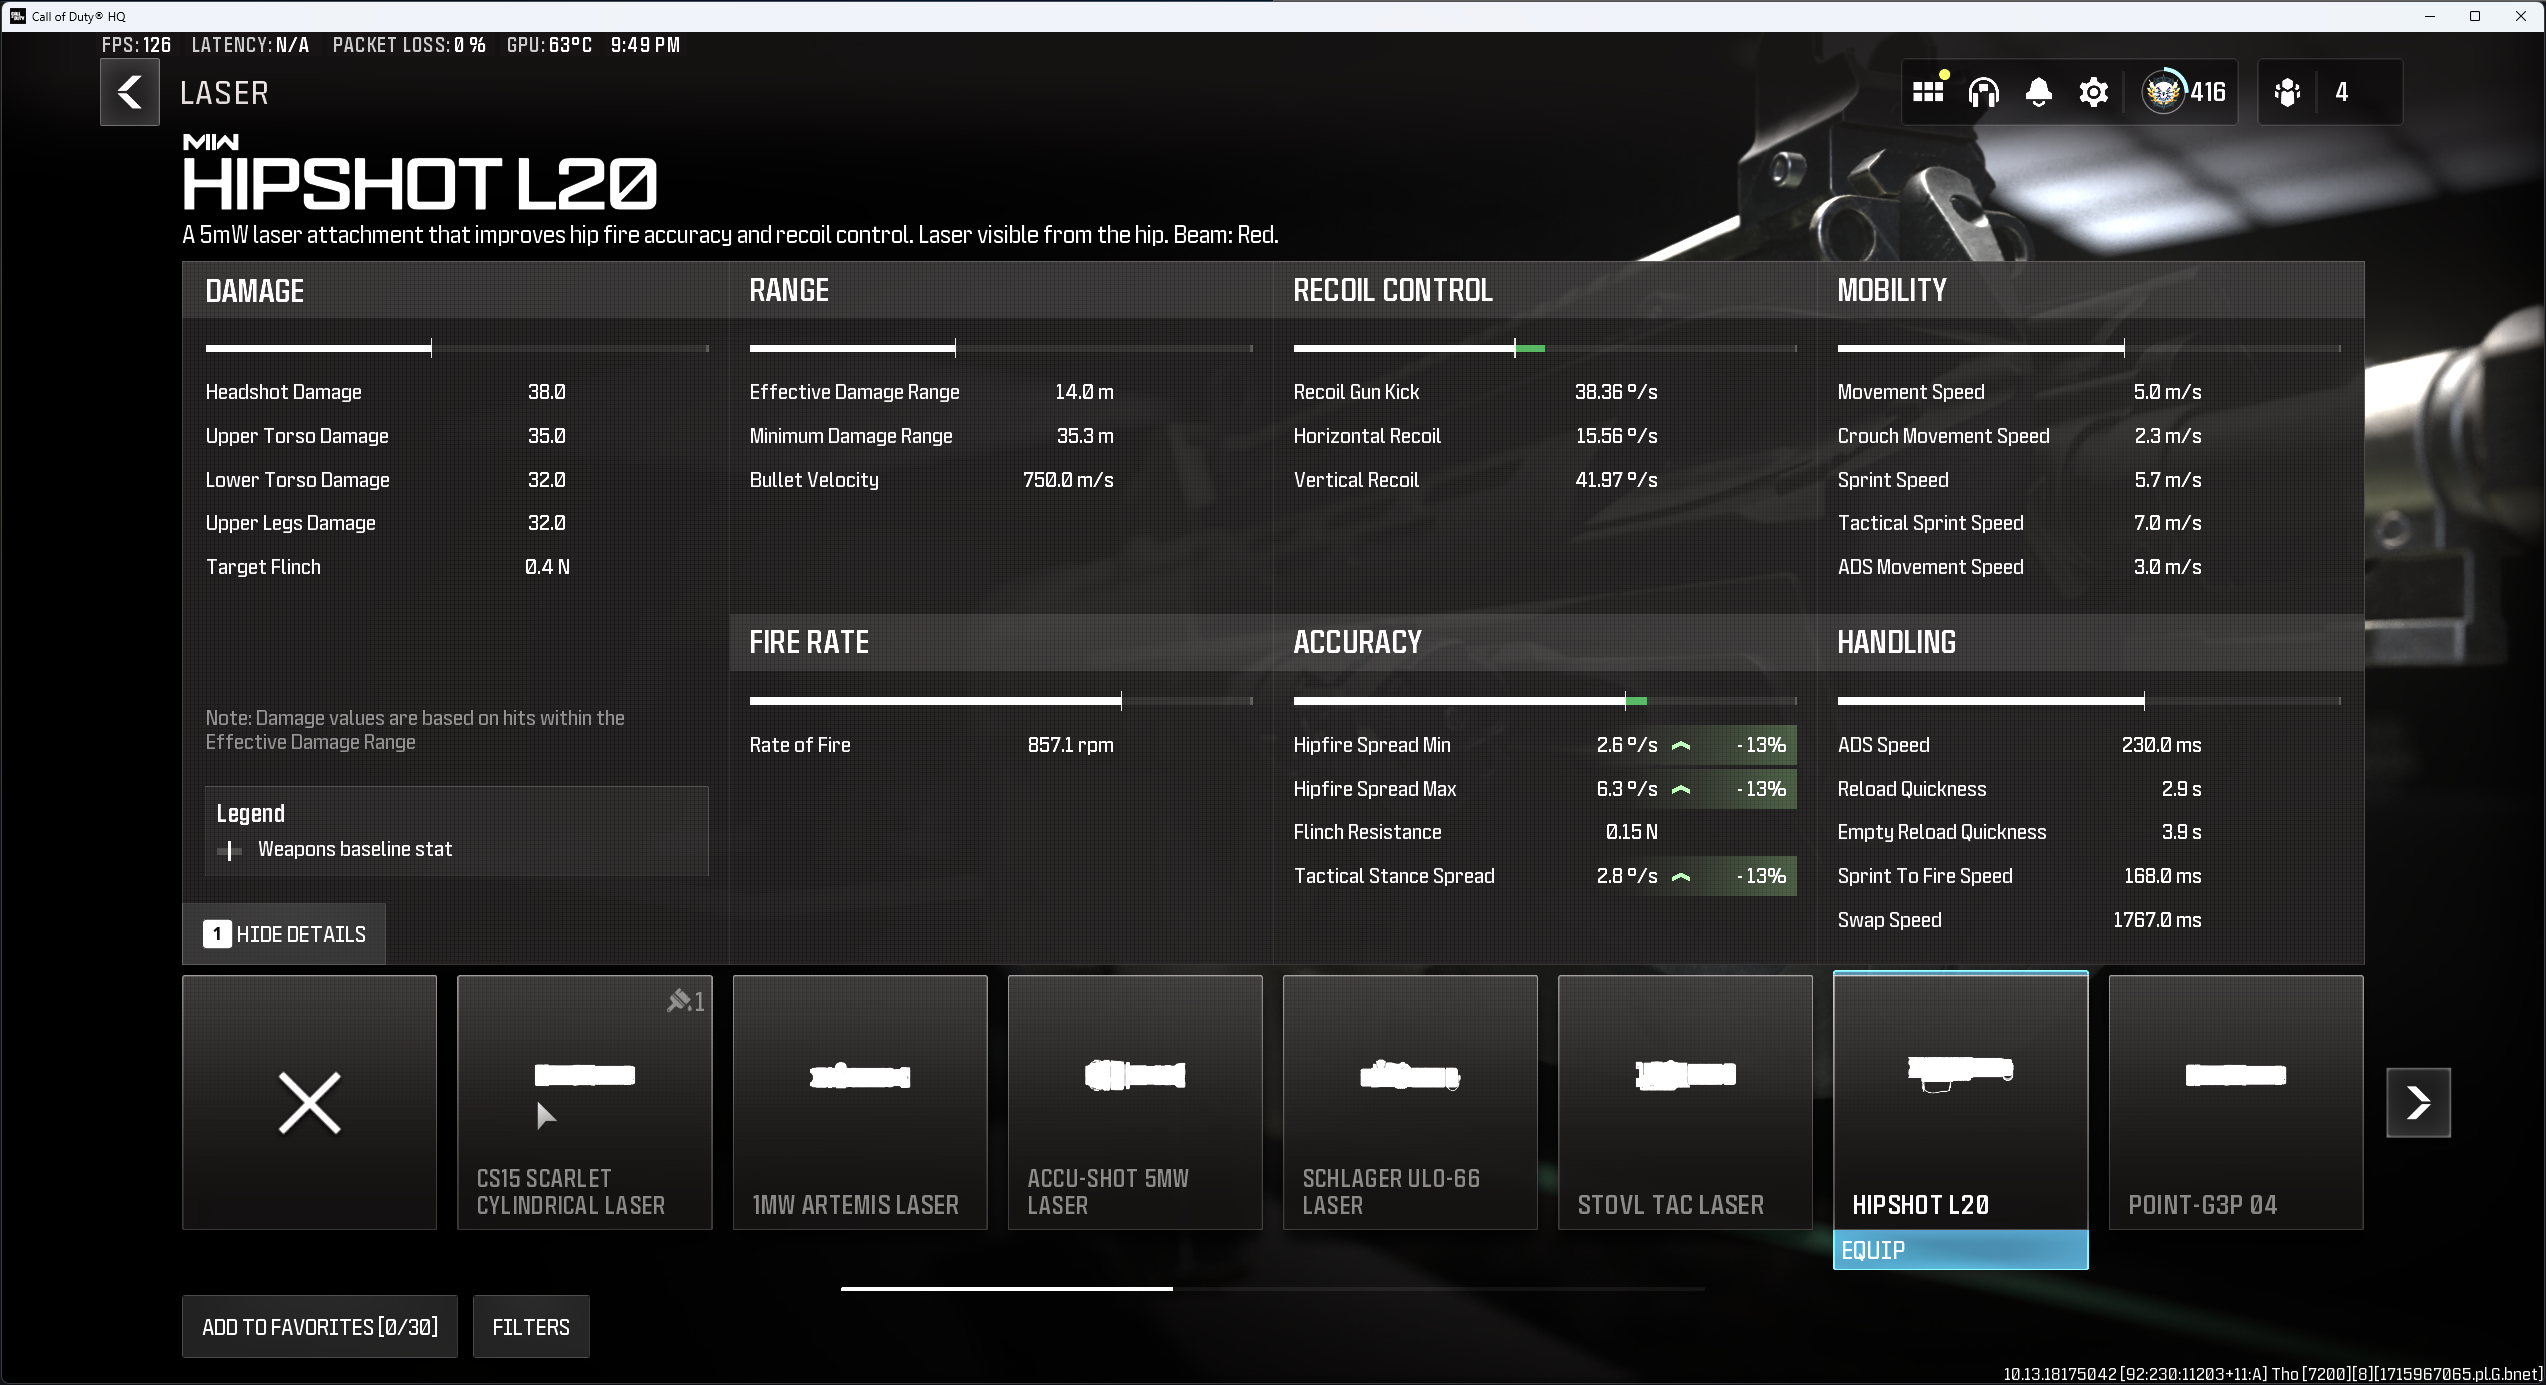 Call of Duty® HQ
FPS: 126 LATENCY: N/A PACKET LOSS: 0 % GPU: 63°C 9:49 PM
LASER
416
4
MW
HIPSHOT L20
A 5mW laser attachment that improves hip fire accuracy and recoil control. Laser visible from the hip. Beam: Red.
DAMAGE
Headshot Damage 38.0
Upper Torso Damage 35.0
Lower Torso Damage 32.0
Upper Legs Damage 32.0
Target Flinch 0.4 N
Note: Damage values are based on hits within the
Effective Damage Range
Legend
Weapons baseline stat
1 HIDE DETAILS
RANGE
Effective Damage Range 14.0 m
Minimum Damage Range 35.3 m
Bullet Velocity 750.0 m/s
FIRE RATE
Rate of Fire 857.1 rpm
RECOIL CONTROL
Recoil Gun Kick 38.36 º/s
Horizontal Recoil 15.56 º/s
Vertical Recoil 41.97 º/s
ACCURACY
Hipfire Spread Min 2.6 º/s -13%
Hipfire Spread Max 6.3 º/s -13%
Flinch Resistance 0.15 N
Tactical Stance Spread 2.8 º/s -13%
MOBILITY
Movement Speed 5.0 m/s
Crouch Movement Speed 2.3 m/s
Sprint Speed 5.7 m/s
Tactical Sprint Speed 7.0 m/s
ADS Movement Speed 3.0 m/s
HANDLING
ADS Speed 230.0 ms
Reload Quickness 2.9 s
Empty Reload Quickness 3.9 s
Sprint To Fire Speed 168.0 ms
Swap Speed 1767.0 ms
1
CS15 SCARLET
CYLINDRICAL LASER
1MW ARTEMIS LASER
ACCU-SHOT 5MW
LASER
SCHLAGER ULO-66
LASER
STOVL TAC LASER
HIPSHOT L20
EQUIP
POINT-G3P 04
ADD TO FAVORITES [0/30]
FILTERS
10.13.18175042 [92:230:11203+11:A] Tho [7200][8][1715967065.pl.G.bnet]